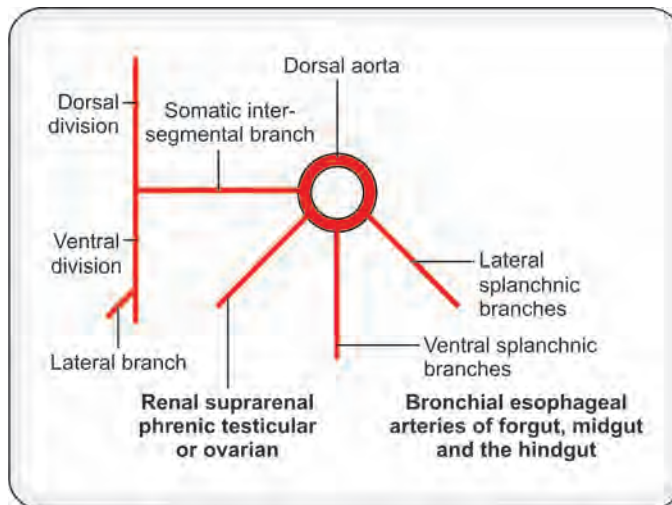 Dorsal aorta
Dorsal
division
Somatic inter-
segmental branch
Ventral
division
Lateral
splanchnic
branches
Lateral branch
Ventral splanchnic
branches
Renal suprarenal
phrenic testicular
or ovarian
Bronchial esophageal
arteries of forgut, midgut
and the hindgut